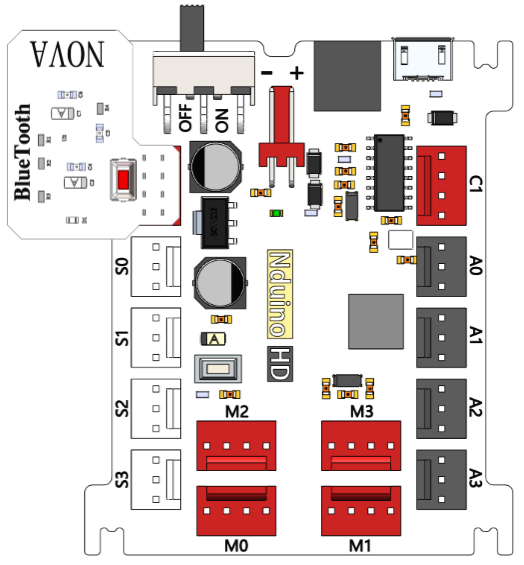 NOVA
BlueTooth
OFF
ON
- +
C1
S0
A0
Nduino
HD
S1
A1
A
S2
A2
M2
M3
S3
A3
M0
M1